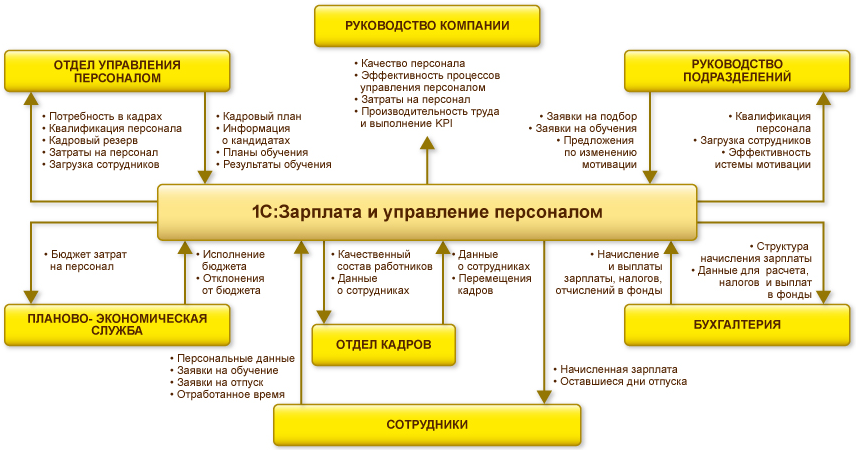 РУКОВОДСТВО КОМПАНИИ
• Качество персонала
• Эффективность процессов
управления персоналом
• Затраты на персонал
• Производительность труда
и выполнение KPI
ОТДЕЛ УПРАВЛЕНИЯ
ПЕРСОНАЛОМ
• Потребность в кадрах
• Квалификация персонала
• Кадровый резерв
• Затраты на персонал
• Загрузка сотрудников
• Кадровый план
• Информация
о кандидатах
• Планы обучения
• Результаты обучения
РУКОВОДСТВО
ПОДРАЗДЕЛЕНИЙ
• Заявки на подбор
• Заявки на обучения
• Предложения
по изменению
мотивации
• Квалификация
персонала
• Загрузка сотрудников
• Эффективность
истемы мотивации
1С:Зарплата и управление персоналом
• Бюджет затрат
на персонал
• Исполнение
бюджета
• Отклонения
от бюджета
ПЛАНОВО- ЭКОНОМИЧЕСКАЯ
СЛУЖБА
• Качественный
состав работников
• Данные
о сотрудниках
• Данные
о сотрудниках
• Перемещения
кадров
ОТДЕЛ КАДРОВ
• Начисление
и выплаты
зарплаты, налогов,
отчислений в фонды
• Структура
начисления зарплаты
• Данные для расчета,
налогов и выплат
в фонды
БУХГАЛТЕРИЯ
• Персональные данные
• Заявки на обучение
• Заявки на отпуск
• Отработанное время
• Начисленная зарплата
• Оставшиеся дни отпуска
СОТРУДНИКИ